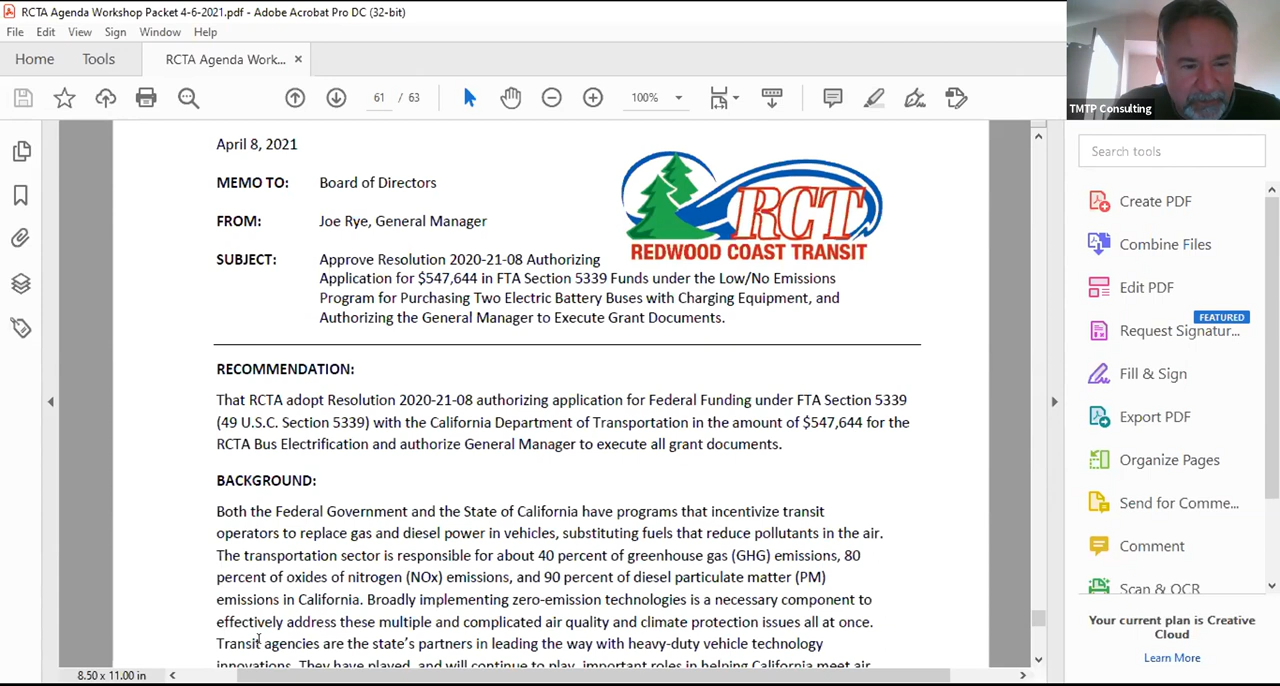 RCTA Agenda Workshop Packet 4-6-2021.pdf - Adobe Acrobat Pro DC (32-bit)
File Edit View Sign Window Help
Home Tools RCTA Agenda Work... ×
61 / 63 100%
TMTP Consulting
April 8, 2021
MEMO TO: Board of Directors
FROM: Joe Rye, General Manager
RCT
REDWOOD COAST TRANSIT
SUBJECT: Approve Resolution 2020-21-08 Authorizing
Application for $547,644 in FTA Section 5339 Funds under the Low/No Emissions
Program for Purchasing Two Electric Battery Buses with Charging Equipment, and
Authorizing the General Manager to Execute Grant Documents.
RECOMMENDATION:
That RCTA adopt Resolution 2020-21-08 authorizing application for Federal Funding under FTA Section 5339
(49 U.S.C. Section 5339) with the California Department of Transportation in the amount of $547,644 for the
RCTA Bus Electrification and authorize General Manager to execute all grant documents.
BACKGROUND:
Both the Federal Government and the State of California have programs that incentivize transit
operators to replace gas and diesel power in vehicles, substituting fuels that reduce pollutants in the air.
The transportation sector is responsible for about 40 percent of greenhouse gas (GHG) emissions, 80
percent of oxides of nitrogen (NOx) emissions, and 90 percent of diesel particulate matter (PM)
emissions in California. Broadly implementing zero-emission technologies is a necessary component to
effectively address these multiple and complicated air quality and climate protection issues all at once.
Transit agencies are the state's partners in leading the way with heavy-duty vehicle technology
innovations. They have played, and will continue to play, important roles in helping California meet air
8.50 x 11.00 in
Search tools
Create PDF
Combine Files
Edit PDF
FEATURED
Request Signatur...
Fill & Sign
Export PDF
Organize Pages
Send for Comme...
Comment
Scan & OCR
Your current plan is Creative
Cloud
Learn More